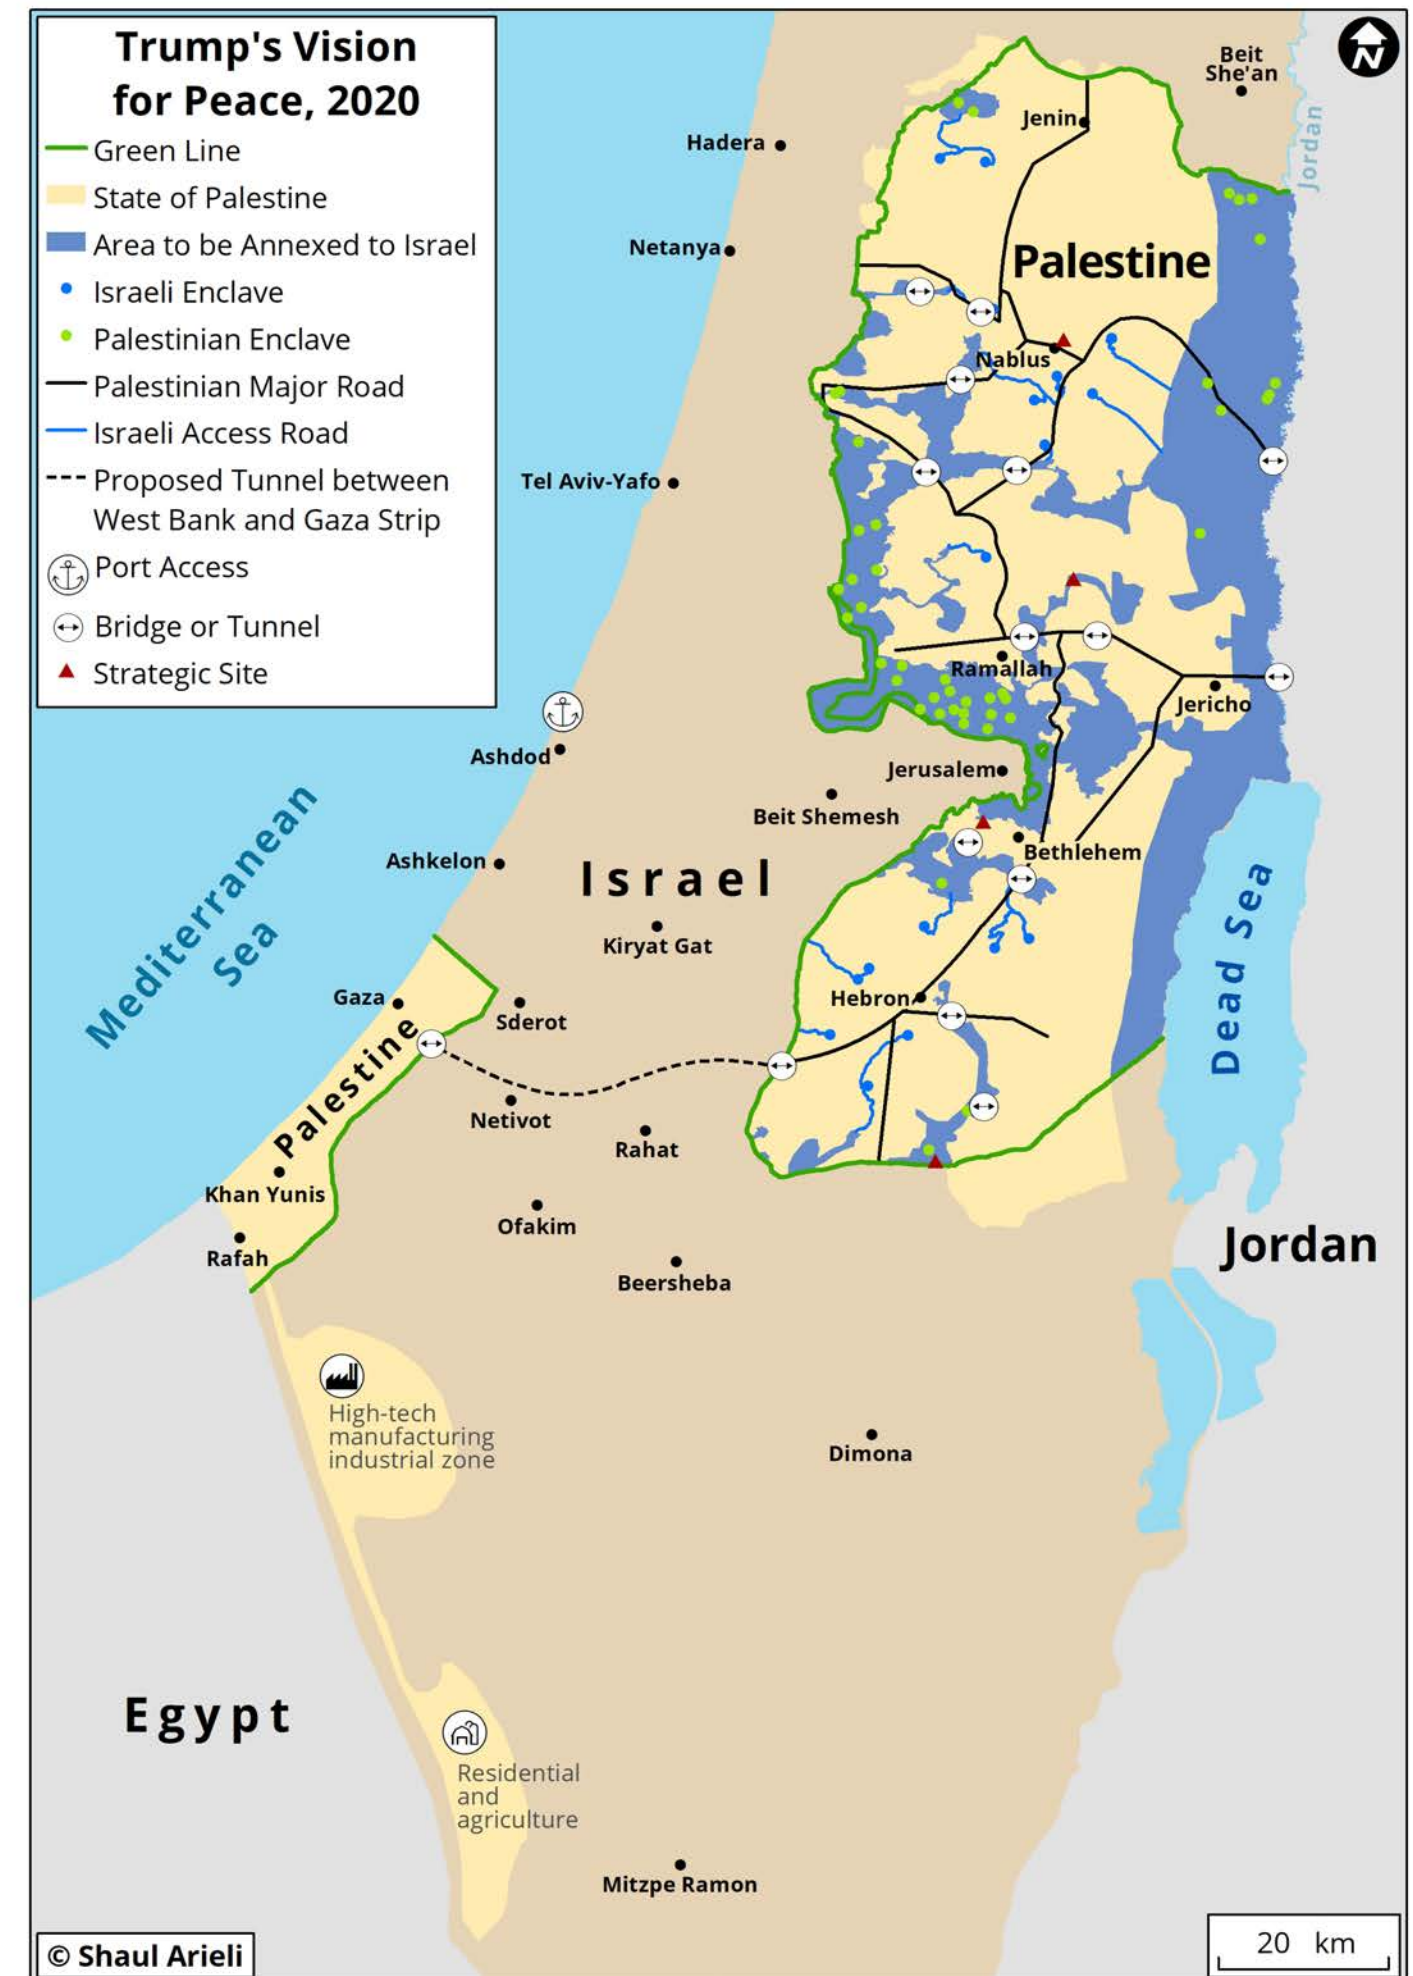 Trump's Vision
for Peace, 2020
Green Line
State of Palestine
Area to be Annexed to Israel
Israeli Enclave
Palestinian Enclave
Palestinian Major Road
Israeli Access Road
Proposed Tunnel between
West Bank and Gaza Strip
Port Access
Bridge or Tunnel
Strategic Site
N
Beit
She'an
Jordan
Jenin
Hadera
Netanya
Palestine
Nablus
Tel Aviv-Yafo
Ramallah
Jericho
Ashdod
Jerusalem
Beit Shemesh
Bethlehem
Mediterranean
Sea
Ashkelon
Israel
Dead Sea
Kiryat Gat
Gaza
Hebron
Sderot
Palestine
Netivot
Rahat
Khan Yunis
Ofakim
Rafah
Jordan
Beersheba
High-tech
manufacturing
industrial zone
Dimona
Egypt
Residential
and
agriculture
Mitzpe Ramon
© Shaul Arieli
20 km